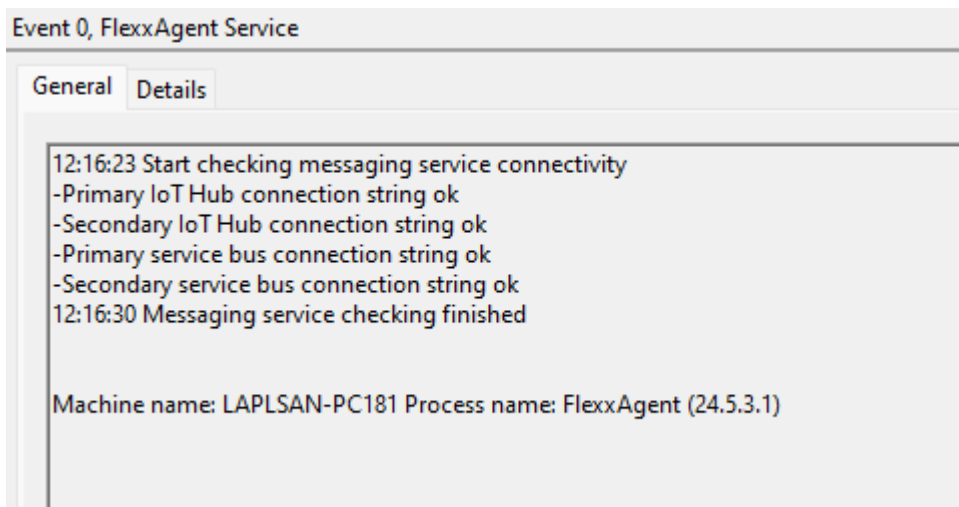 Event 0, FlexxAgent Service
General Details
12:16:23 Start checking messaging service connectivity
-Primary IoT Hub connection string ok
-Secondary IoT Hub connection string ok
-Primary service bus connection string ok
-Secondary service bus connection string ok
12:16:30 Messaging service checking finished
Machine name: LAPLSAN-PC181 Process name: FlexxAgent (24.5.3.1)